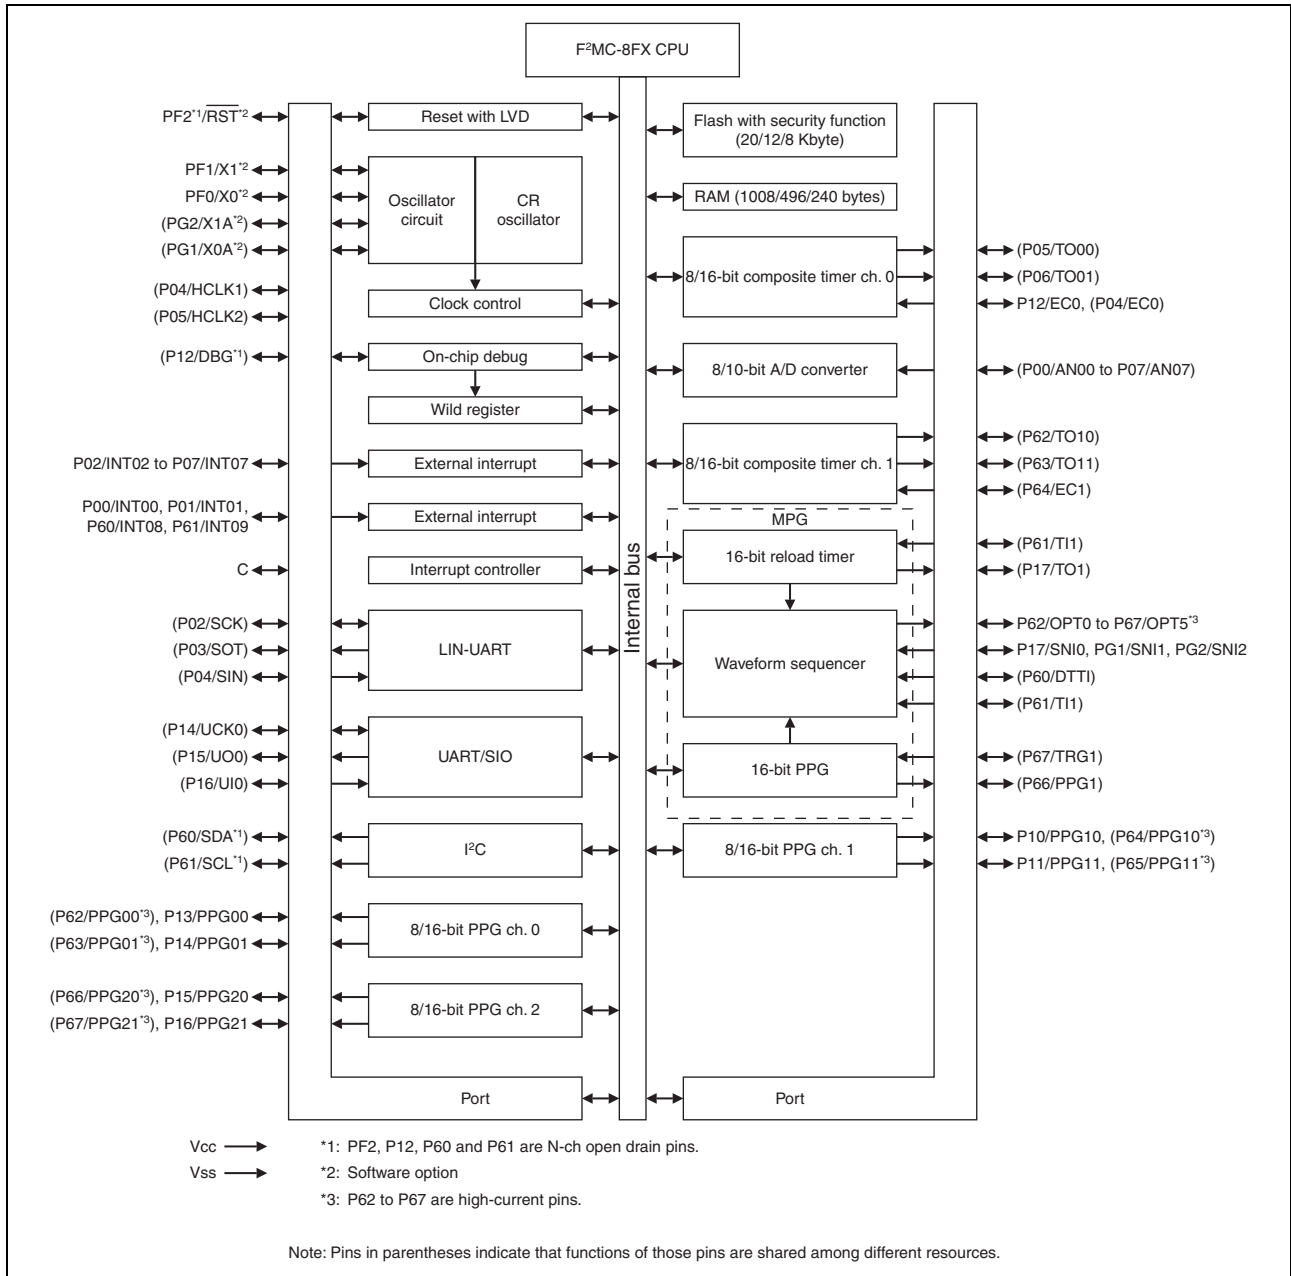 F²MC-8FX CPU
PF2*1/RST*2
Reset with LVD
Flash with security function
(20/12/8 Kbyte)
PF1/X1*2
PF0/X0*2
(PG2/X1A*2)
(PG1/X0A*2)
Oscillator
circuit
CR
oscillator
RAM (1008/496/240 bytes)
(P04/HCLK1)
(P05/HCLK2)
Clock control
8/16-bit composite timer ch. 0
(P05/TO00)
(P06/TO01)
P12/EC0, (P04/EC0)
(P12/DBG*1)
On-chip debug
8/10-bit A/D converter
(P00/AN00 to P07/AN07)
Wild register
P02/INT02 to P07/INT07
External interrupt
8/16-bit composite timer ch. 1
(P62/TO10)
(P63/TO11)
(P64/EC1)
P00/INT00, P01/INT01,
P60/INT08, P61/INT09
External interrupt
MPG
C
Interrupt controller
Internal bus
16-bit reload timer
(P61/TI1)
(P17/TO1)
(P02/SCK)
(P03/SOT)
(P04/SIN)
LIN-UART
Waveform sequencer
P62/OPT0 to P67/OPT5*3
P17/SNI0, PG1/SNI1, PG2/SNI2
(P60/DTTI)
(P61/TI1)
(P14/UCK0)
(P15/UO0)
(P16/UI0)
UART/SIO
16-bit PPG
(P67/TRG1)
(P66/PPG1)
(P60/SDA*1)
(P61/SCL*1)
I²C
8/16-bit PPG ch. 1
P10/PPG10, (P64/PPG10*3)
P11/PPG11, (P65/PPG11*3)
(P62/PPG00*3), P13/PPG00
(P63/PPG01*3), P14/PPG01
8/16-bit PPG ch. 0
(P66/PPG20*3), P15/PPG20
(P67/PPG21*3), P16/PPG21
8/16-bit PPG ch. 2
Port
Port
Vcc
Vss
*1: PF2, P12, P60 and P61 are N-ch open drain pins.
*2: Software option
*3: P62 to P67 are high-current pins.
Note: Pins in parentheses indicate that functions of those pins are shared among different resources.